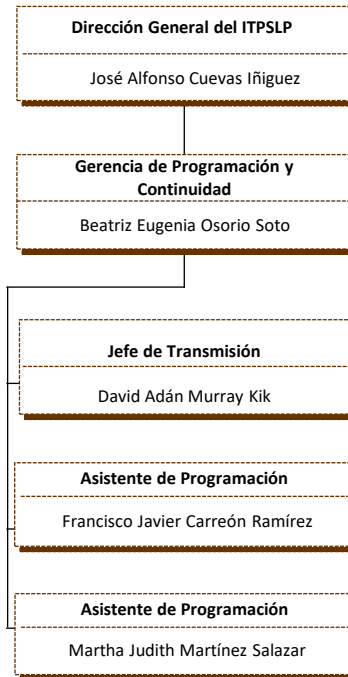 Dirección General del ITPSLP
José Alfonso Cuevas Iñiguez
Gerencia de Programación y
Continuidad
Beatriz Eugenia Osorio Soto
Jefe de Transmisión
David Adán Murray Kik
Asistente de Programación
Francisco Javier Carreón Ramírez
Asistente de Programación
Martha Judith Martínez Salazar